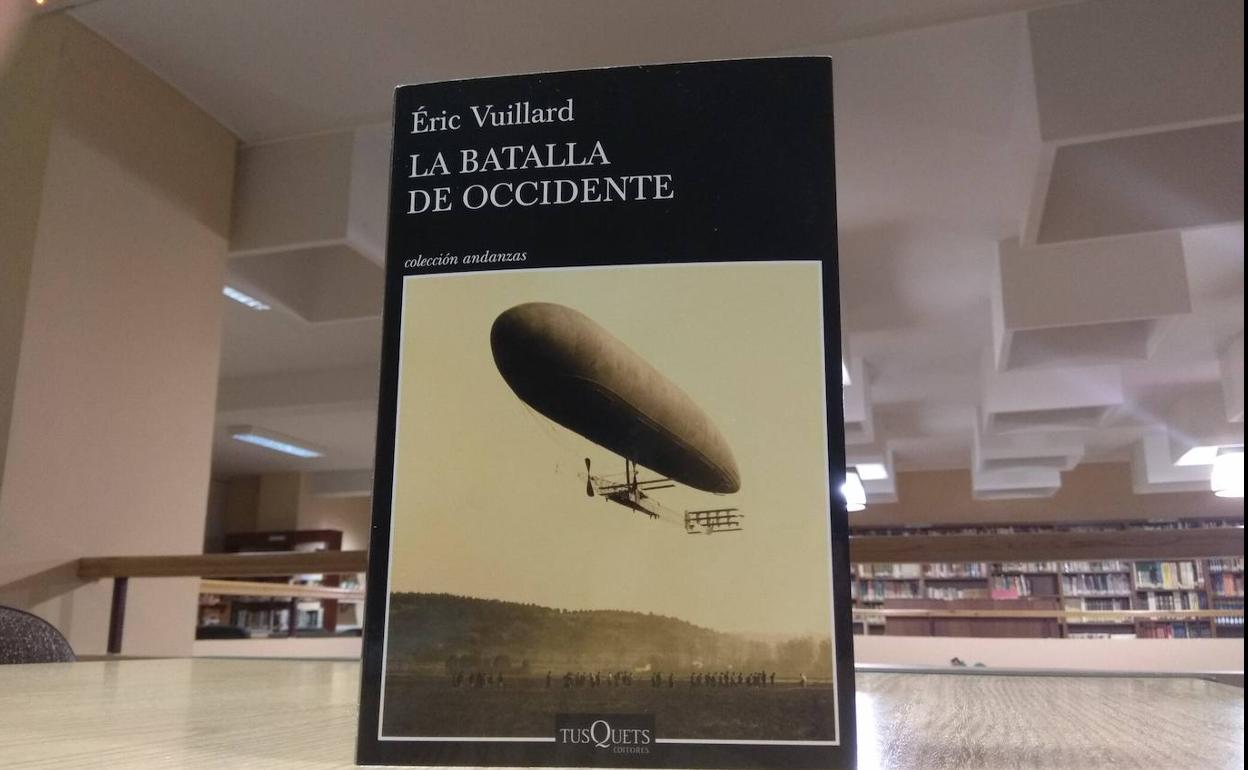 Éric Vuillard
LA BATALLA
DE OCCIDENTE
colección andanzas
TUSQUETS
EDITORES